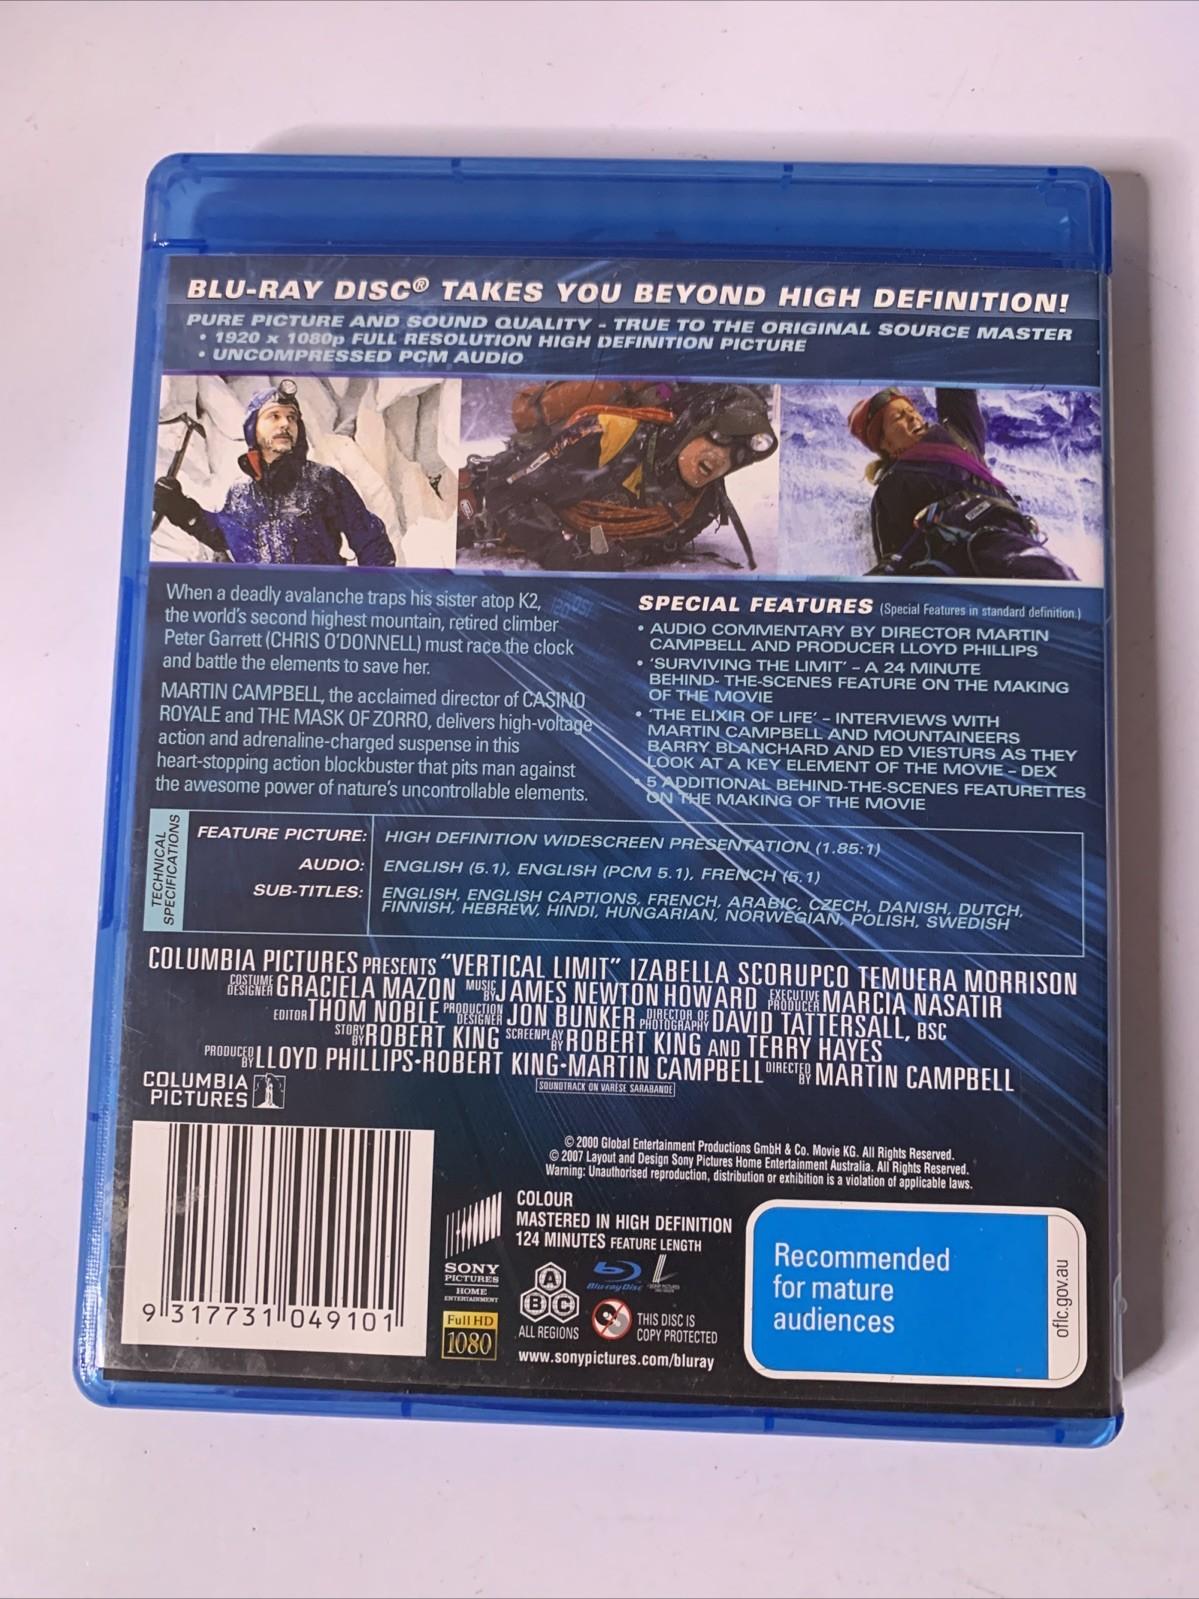 BLU-RAY DISC® TAKES YOU BEYOND HIGH DEFINITION!
PURE PICTURE AND SOUND QUALITY - TRUE TO THE ORIGINAL SOURCE MASTER
• 1920 x 1080p FULL RESOLUTION HIGH DEFINITION PICTURE
• UNCOMPRESSED PCM AUDIO
When a deadly avalanche traps his sister atop K2,
the world's second highest mountain, retired climber
Peter Garrett (CHRIS O'DONNELL) must race the clock
and battle the elements to save her.
MARTIN CAMPBELL, the acclaimed director of CASINO
ROYALE and THE MASK OF ZORRO, delivers high-voltage
action and adrenaline-charged suspense in this
heart-stopping action blockbuster that pits man against
the awesome power of nature's uncontrollable elements.
SPECIAL FEATURES (Special Features in standard definition.)
• AUDIO COMMENTARY BY DIRECTOR MARTIN
CAMPBELL AND PRODUCER LLOYD PHILLIPS
• 'SURVIVING THE LIMIT' – A 24 MINUTE
BEHIND- THE-SCENES FEATURE ON THE MAKING
OF THE MOVIE
• 'THE ELIXIR OF LIFE' – INTERVIEWS WITH
MARTIN CAMPBELL AND MOUNTAINEERS
BARRY BLANCHARD AND ED VIESTURS AS THEY
LOOK AT A KEY ELEMENT OF THE MOVIE – DEX
• 5 ADDITIONAL BEHIND-THE-SCENES FEATURETTES
ON THE MAKING OF THE MOVIE
TECHNICAL
SPECIFICATIONS
FEATURE PICTURE: HIGH DEFINITION WIDESCREEN PRESENTATION (1.85:1)
AUDIO: ENGLISH (5.1), ENGLISH (PCM 5.1), FRENCH (5.1)
SUB-TITLES: ENGLISH, ENGLISH CAPTIONS, FRENCH, ARABIC, CZECH, DANISH, DUTCH,
FINNISH, HEBREW, HINDI, HUNGARIAN, NORWEGIAN, POLISH, SWEDISH
COLUMBIA PICTURES PRESENTS "VERTICAL LIMIT" IZABELLA SCORUPCO TEMUERA MORRISON
COSTUME DESIGNER GRACIELA MAZON MUSIC BY JAMES NEWTON HOWARD EXECUTIVE PRODUCER MARCIA NASATIR
EDITOR THOM NOBLE PRODUCTION DESIGNER JON BUNKER DIRECTOR OF PHOTOGRAPHY DAVID TATTERSALL, BSC
STORY BY ROBERT KING SCREENPLAY BY ROBERT KING AND TERRY HAYES
PRODUCED BY LLOYD PHILLIPS•ROBERT KING•MARTIN CAMPBELL DIRECTED BY MARTIN CAMPBELL
SOUNDTRACK ON VARÈSE SARABANDE
COLUMBIA
PICTURES
© 2000 Global Entertainment Productions GmbH & Co. Movie KG. All Rights Reserved.
© 2007 Layout and Design Sony Pictures Home Entertainment Australia. All Rights Reserved.
Warning: Unauthorised reproduction, distribution or exhibition is a violation of applicable laws.
9 317731 049101
COLOUR
MASTERED IN HIGH DEFINITION
124 MINUTES FEATURE LENGTH
SONY
PICTURES
HOME
ENTERTAINMENT
Full HD
1080
A
B C
ALL REGIONS
Blu-ray Disc
THIS DISC IS
COPY PROTECTED
www.sonypictures.com/bluray
Recommended
for mature
audiences
oflc.gov.au